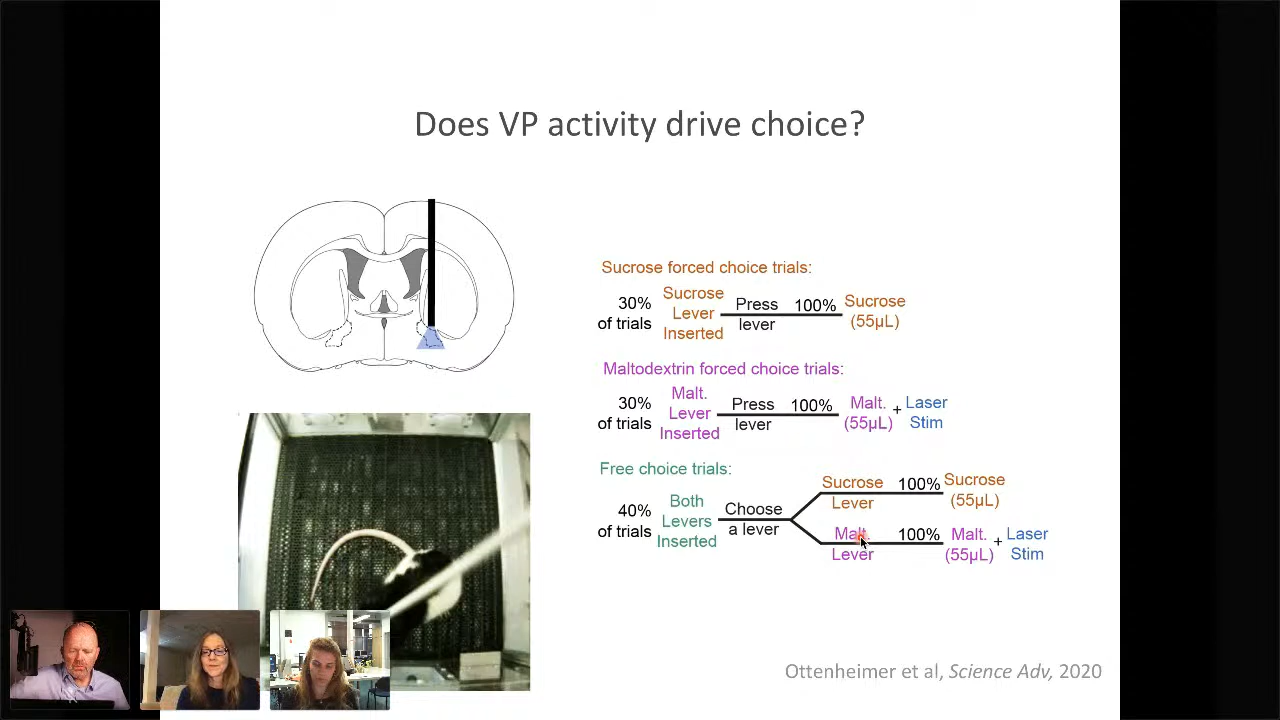 Does VP activity drive choice?
Sucrose forced choice trials:
30%
of trials
Sucrose
Lever
Inserted
Press
lever
100%
Sucrose
(55µL)
Maltodextrin forced choice trials:
30%
of trials
Malt.
Lever
Inserted
Press
lever
100%
Malt.
(55µL)
+
Laser
Stim
Free choice trials:
40%
of trials
Both
Levers
Inserted
Choose
a lever
Sucrose
Lever
100%
Sucrose
(55µL)
Malt.
Lever
100%
Malt.
(55µL)
+
Laser
Stim
Ottenheimer et al, Science Adv, 2020